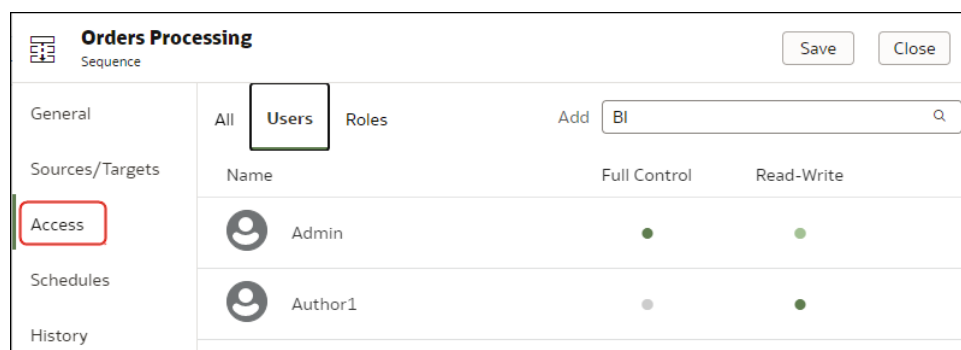 Orders Processing
Sequence
Save
Close
General
Sources/Targets
Access
Schedules
History
All
Users
Roles
Add
BI
Name
Full Control
Read-Write
Admin
Author1